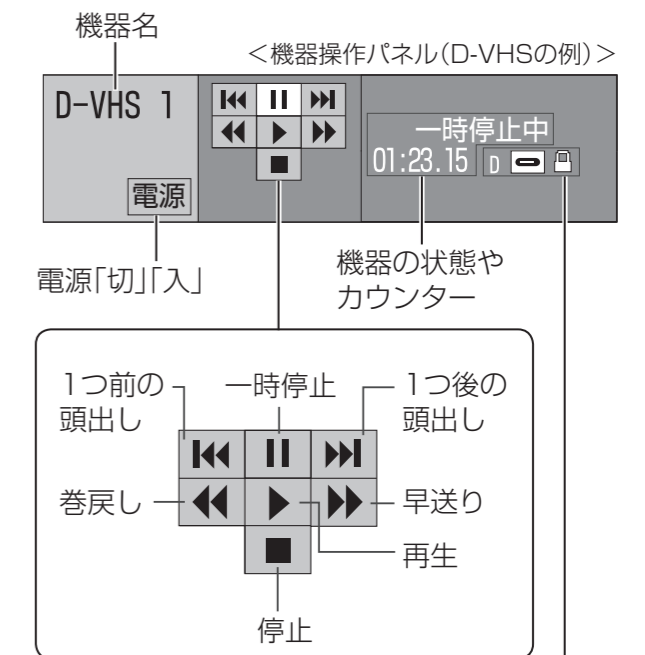 機器名
<機器操作パネル(D-VHSの例)>
D-VHS 1
一時停止中
01:23.15 D
電源
電源｢切｣｢入｣
機器の状態や
カウンター
1つ前の
頭出し
一時停止
1つ後の
頭出し
巻戻し
早送り
再生
停止